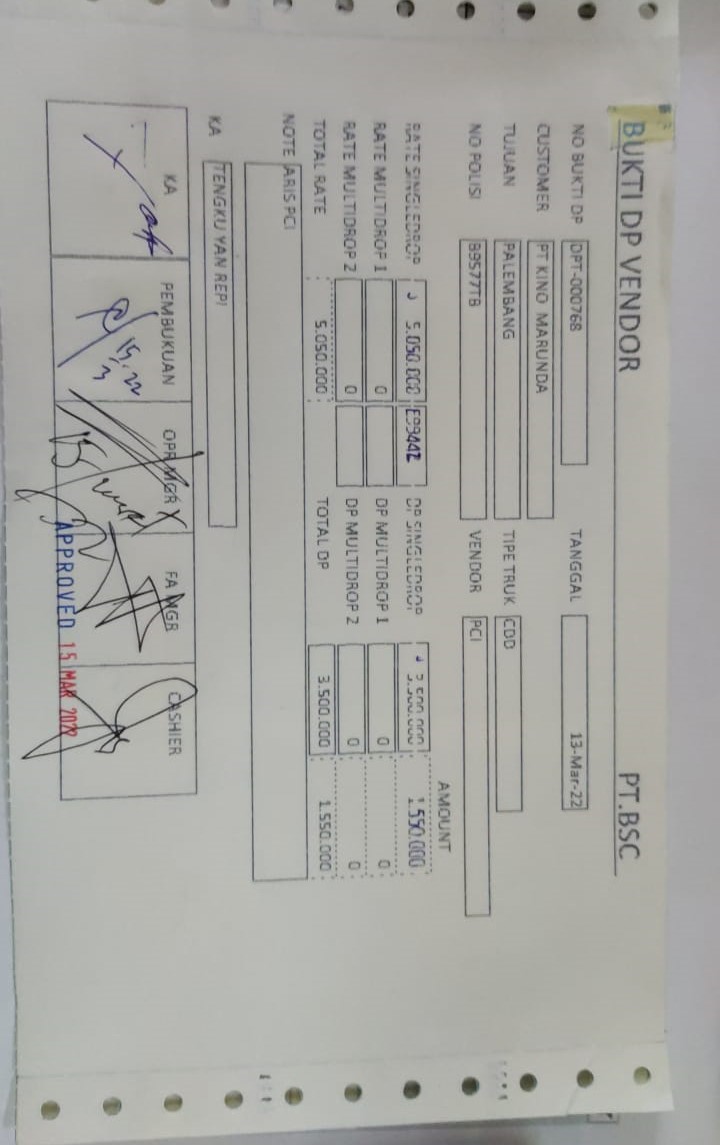 BUKTI DP VENDOR PT.BSC
NO BUKTI DP DPT-000768 TANGGAL 13-Mar-22
CUSTOMER PT KINO MARUNDA
TUJUAN PALEMBANG TIPE TRUK CDD
NO POLISI B9577TB VENDOR PCI
AMOUNT
RATE SINGLEDROP 5.050.000 E99442 DP SINGLEDROP 3.500.000 1.550.000
RATE MULTIDROP 1 0 DP MULTIDROP 1 0 0
RATE MULTIDROP 2 0 DP MULTIDROP 2 0 0
TOTAL RATE 5.050.000 TOTAL DP 3.500.000 1.550.000
NOTE ARIS PCI
KA TENGKU YAN REPI
KA PEMBUKUAN OPR MGR FA MGR CASHIER
APPROVED 15 MAR 2022